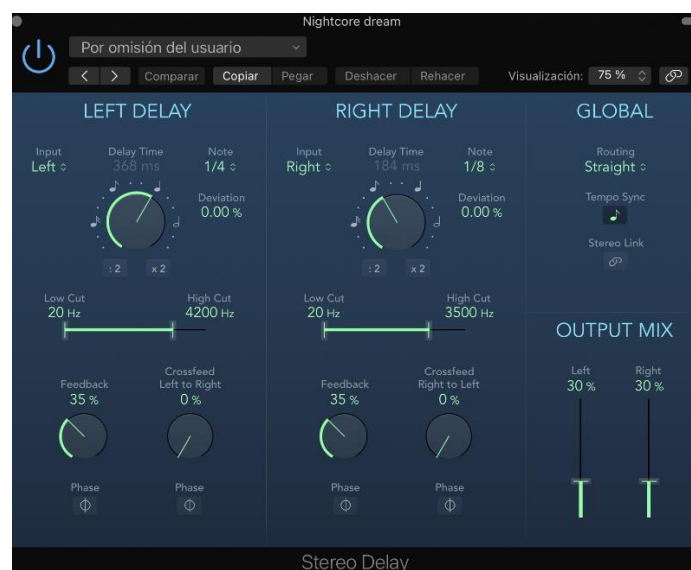 Nightcore dream
Por omisión del usuario
Comparar Copiar Pegar Deshacer Rehacer Visualización: 75 %
LEFT DELAY
Input Delay Time Note
Left 368 ms 1/4
Deviation
0.00 %
: 2 x 2
Low Cut High Cut
20 Hz 4200 Hz
Feedback
35 %
Crossfeed
Left to Right
0 %
Phase Phase
RIGHT DELAY
Input Delay Time Note
Right 184 ms 1/8
Deviation
0.00 %
: 2 x 2
Low Cut High Cut
20 Hz 3500 Hz
Feedback
35 %
Crossfeed
Right to Left
0 %
Phase Phase
GLOBAL
Routing
Straight
Tempo Sync
Stereo Link
OUTPUT MIX
Left Right
30 % 30 %
Stereo Delay